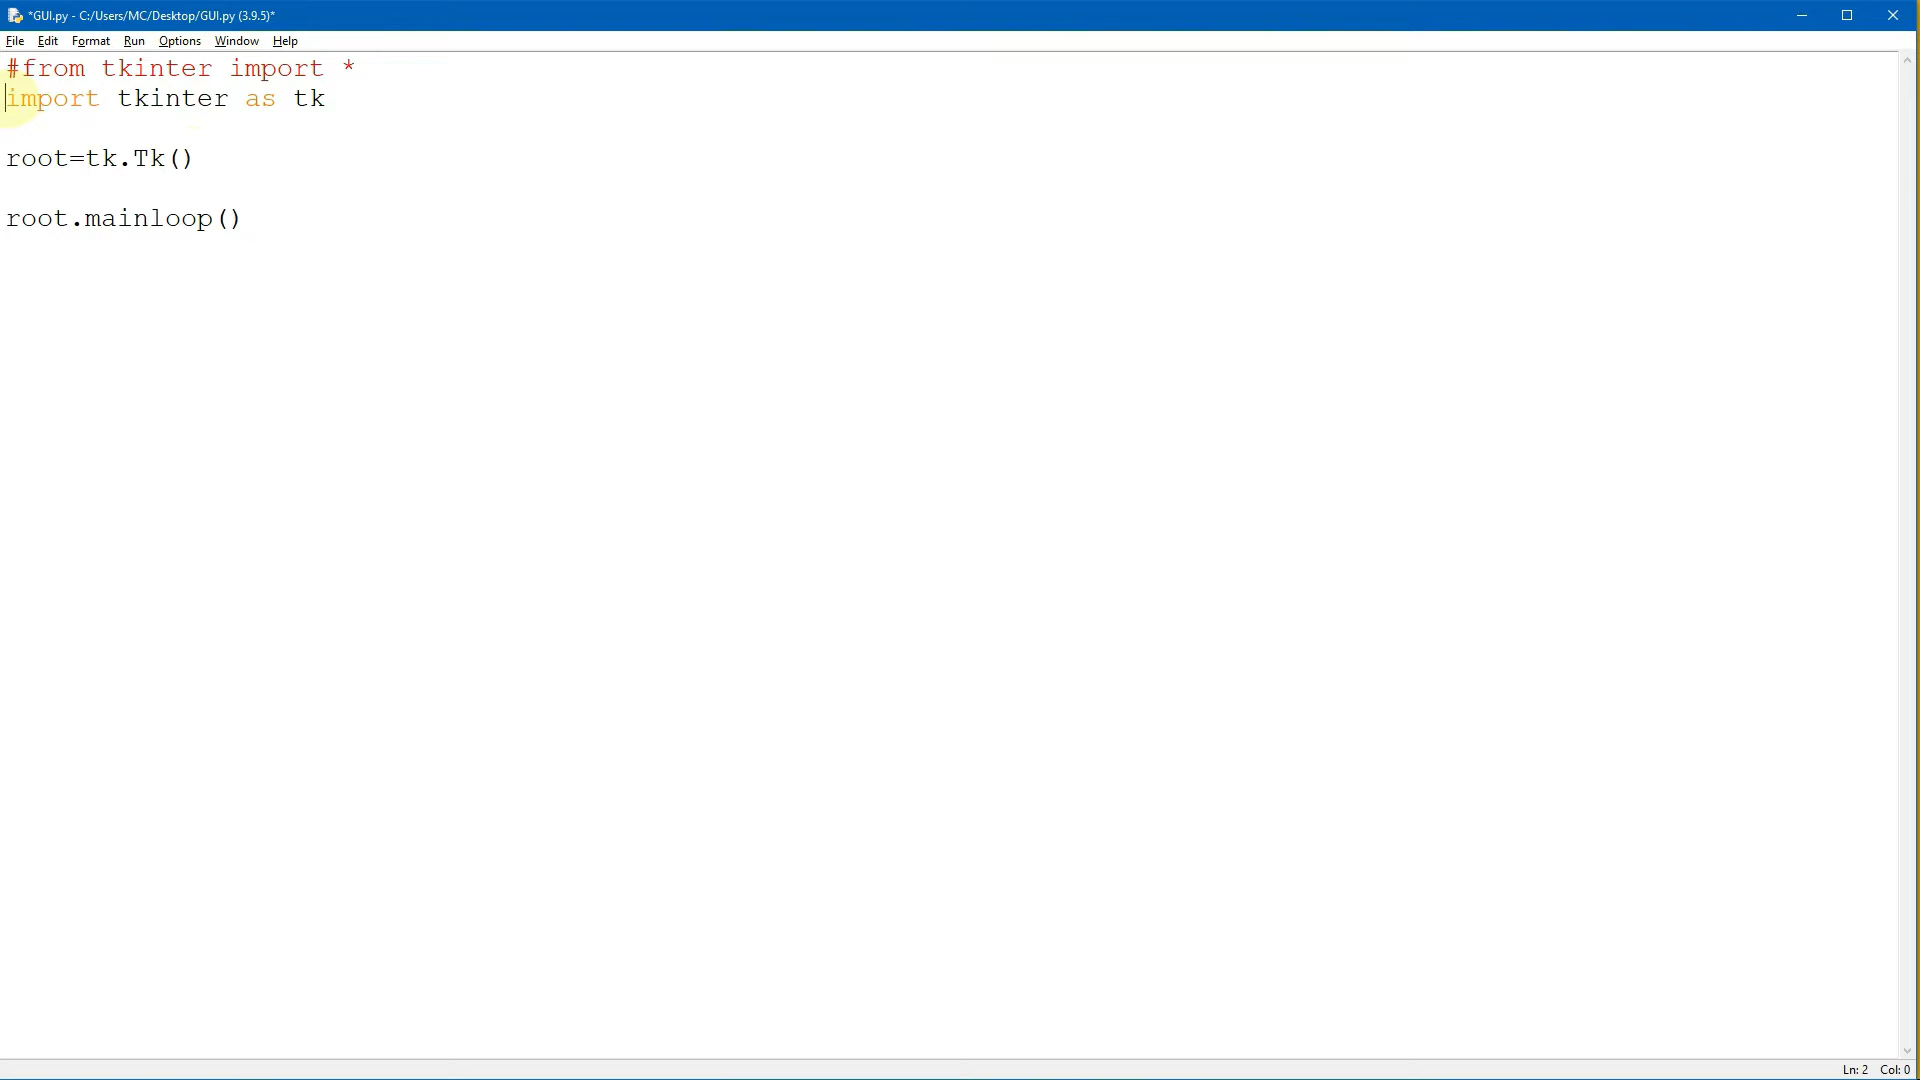 *GUI.py - C:/Users/MC/Desktop/GUI.py (3.9.5)*
File Edit Format Run Options Window Help
#from tkinter import *
import tkinter as tk
root=tk.Tk()
root.mainloop()
Ln: 2 Col: 0